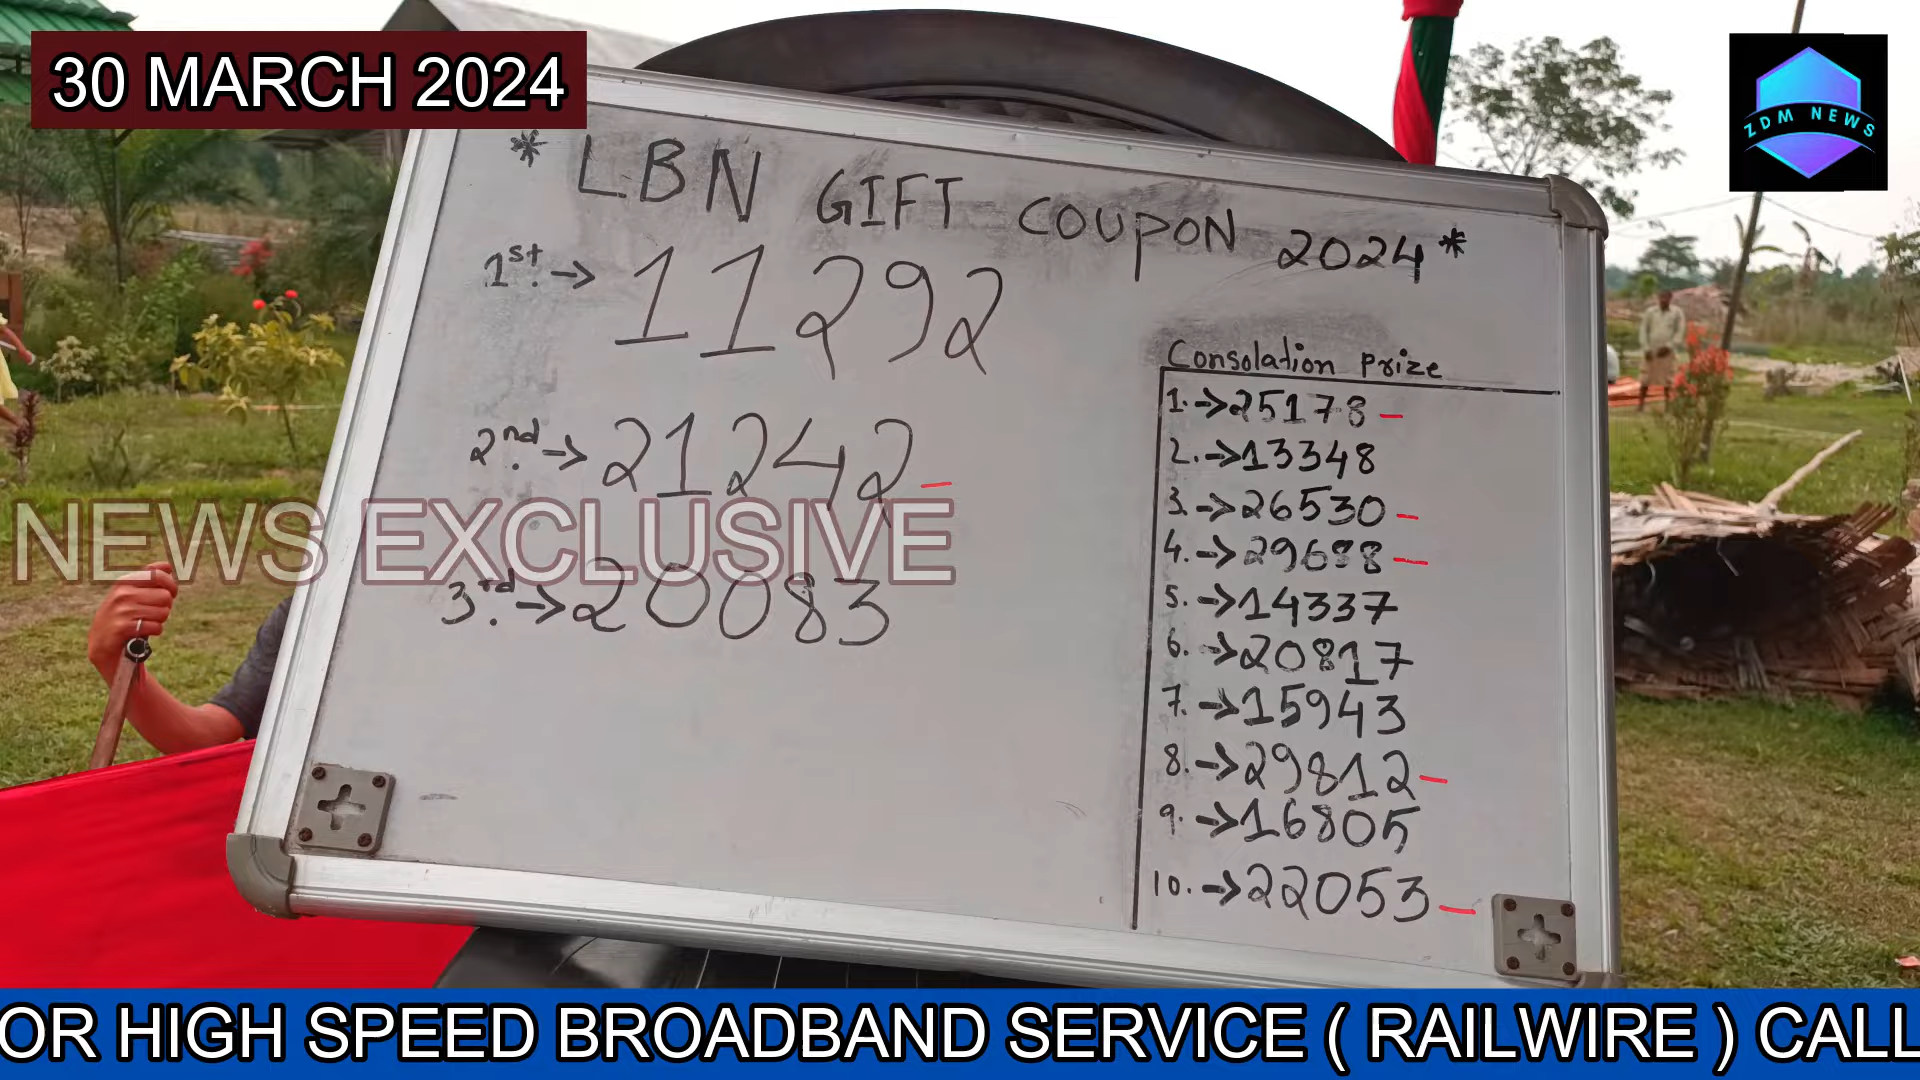 30 MARCH 2024
ZDM NEWS
* LBN GIFT COUPON 2024 *
1st. → 11292
2nd. → 21242 –
3rd. → 20083
NEWS EXCLUSIVE
Consolation Prize
1. → 25178 –
2. → 13348
3. → 26530 –
4. → 29688 –
5. → 14337
6. → 20817
7. → 15943
8. → 29812 –
9. → 16805
10. → 22053 –
OR HIGH SPEED BROADBAND SERVICE ( RAILWIRE ) CALL